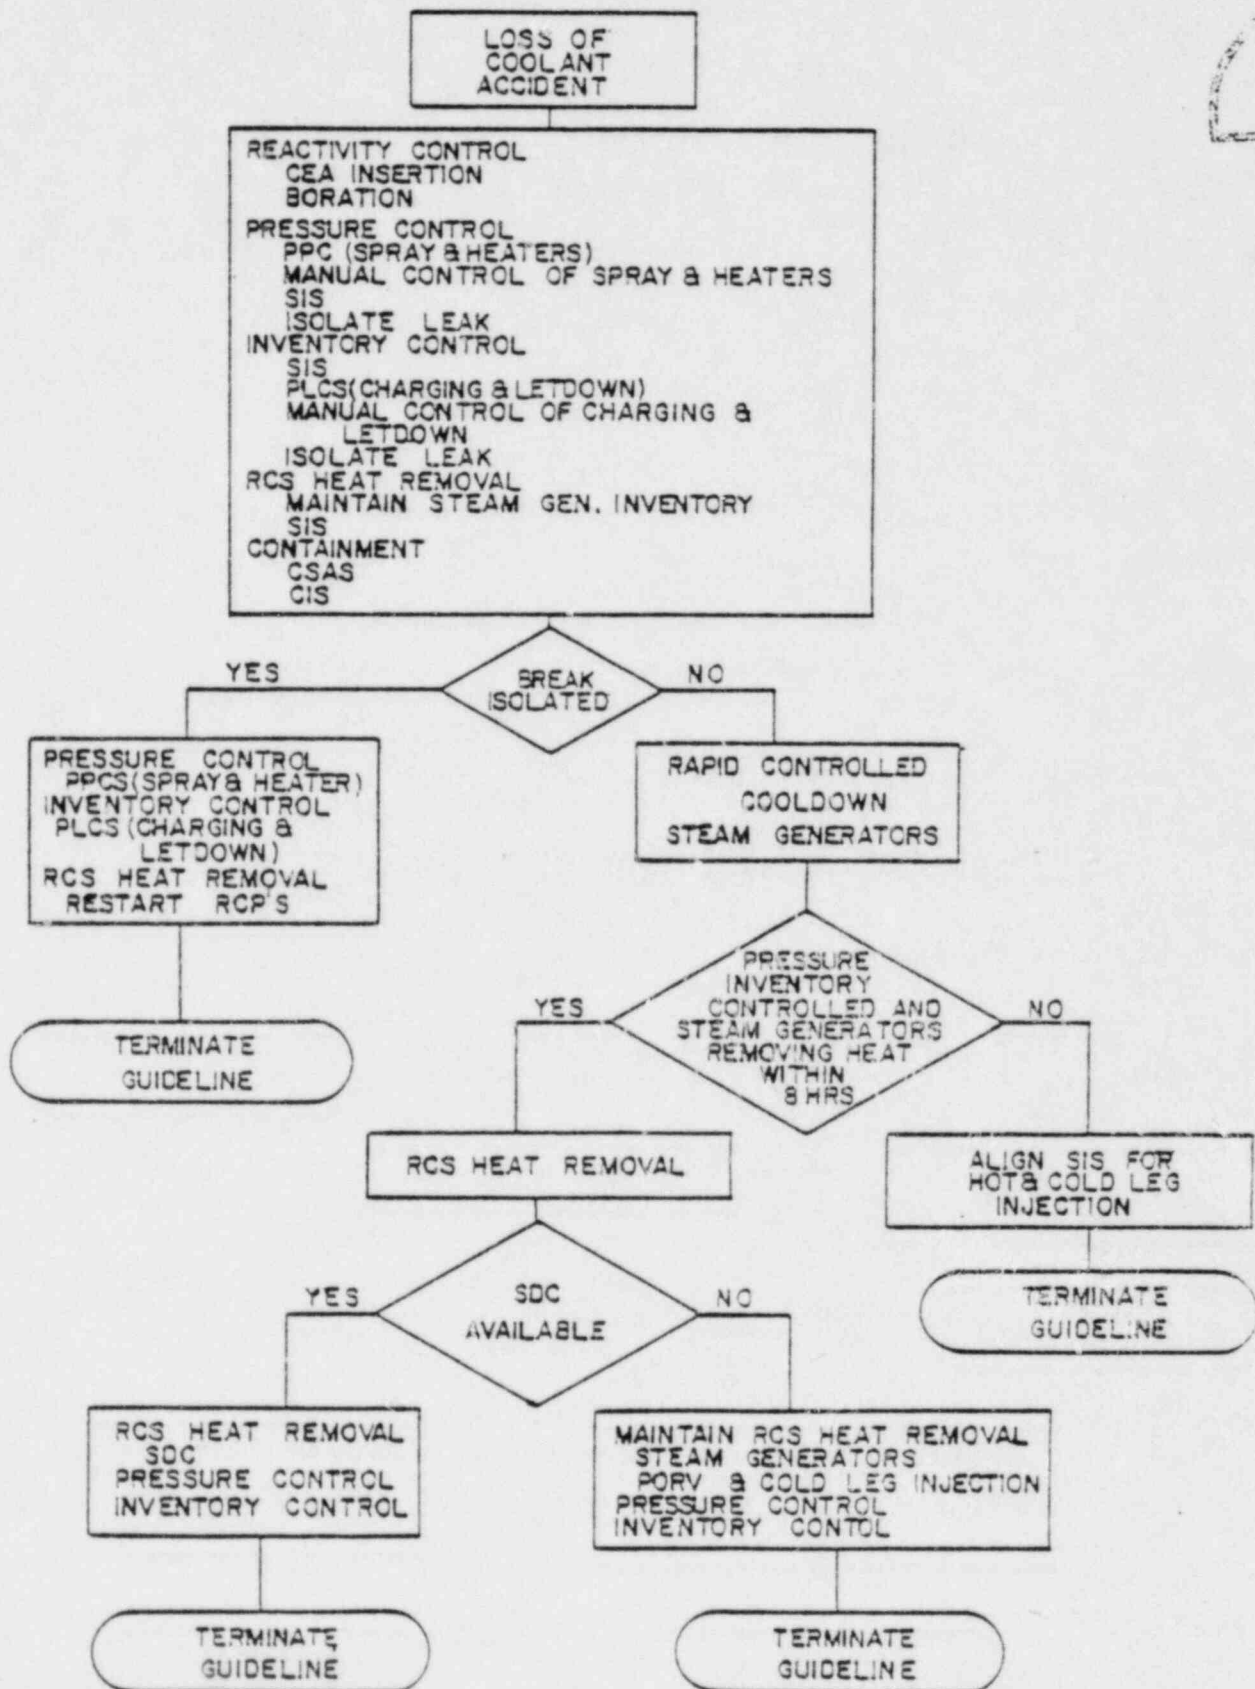 LOSS OF
COOLANT
ACCIDENT
REACTIVITY CONTROL
CEA INSERTION
BORATION
PRESSURE CONTROL
PPC (SPRAY & HEATERS)
MANUAL CONTROL OF SPRAY & HEATERS
SIS
ISOLATE LEAK
INVENTORY CONTROL
SIS
PLCS(CHARGING & LETDOWN)
MANUAL CONTROL OF CHARGING &
LETDOWN
ISOLATE LEAK
RCS HEAT REMOVAL
MAINTAIN STEAM GEN. INVENTORY
SIS
CONTAINMENT
CSAS
CIS
YES
BREAK
ISOLATED
NO
PRESSURE CONTROL
PPCS(SPRAY & HEATER)
INVENTORY CONTROL
PLCS (CHARGING &
LETDOWN)
RCS HEAT REMOVAL
RESTART RCP'S
RAPID CONTROLLED
COOLDOWN
STEAM GENERATORS
TERMINATE
GUIDELINE
YES
PRESSURE
INVENTORY
CONTROLLED AND
STEAM GENERATORS
REMOVING HEAT
WITHIN
8 HRS
NO
RCS HEAT REMOVAL
ALIGN SIS FOR
HOT & COLD LEG
INJECTION
TERMINATE
GUIDELINE
YES
SDC
AVAILABLE
NO
RCS HEAT REMOVAL
SDC
PRESSURE CONTROL
INVENTORY CONTROL
MAINTAIN RCS HEAT REMOVAL
STEAM GENERATORS
PORV & COLD LEG INJECTION
PRESSURE CONTROL
INVENTORY CONTOL
TERMINATE
GUIDELINE
TERMINATE
GUIDELINE